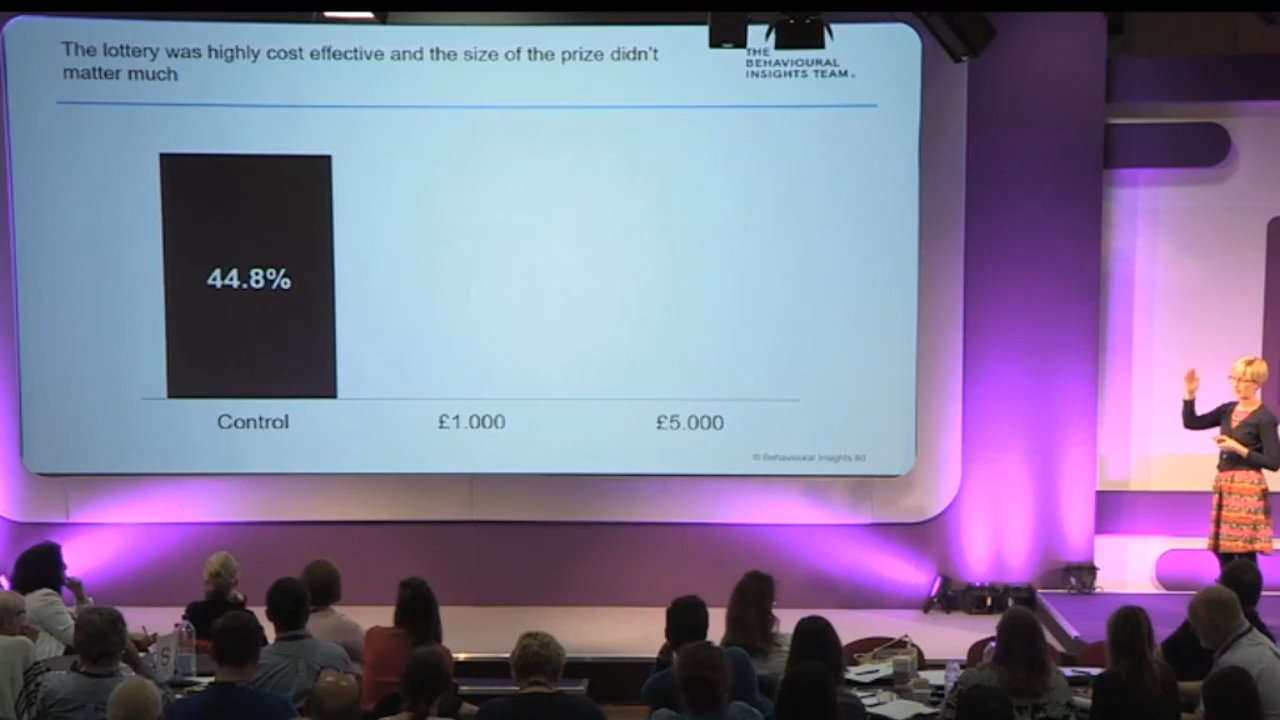 The lottery was highly cost effective and the size of the prize didn't
matter much
THE
BEHAVIOURAL
INSIGHTS TEAM.
44.8%
Control £1.000 £5.000
© Behavioural Insights ltd
S